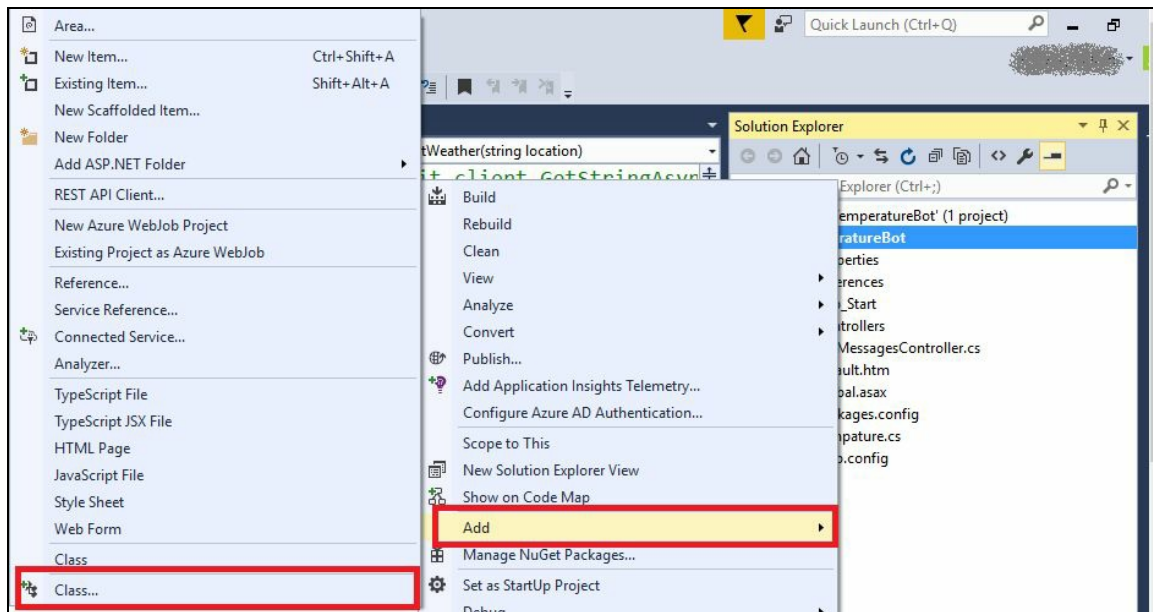 Area...
New Item... Ctrl+Shift+A
Existing Item... Shift+Alt+A
New Scaffolded Item...
New Folder
Add ASP.NET Folder
REST API Client...
New Azure WebJob Project
Existing Project as Azure WebJob
Reference...
Service Reference...
Connected Service...
Analyzer...
TypeScript File
TypeScript JSX File
HTML Page
JavaScript File
Style Sheet
Web Form
Class
Class...
Quick Launch (Ctrl+Q)
tWeather(string location)
Build
Rebuild
Clean
View
Analyze
Convert
Publish...
Add Application Insights Telemetry...
Configure Azure AD Authentication...
Scope to This
New Solution Explorer View
Show on Code Map
Add
Manage NuGet Packages...
Set as StartUp Project
Debug
Solution Explorer
Explorer (Ctrl+;)
emperatureBot' (1 project)
ratureBot
perties
erences
_Start
trollers
MessagesController.cs
ault.htm
bal.asax
kages.config
pature.cs
.config